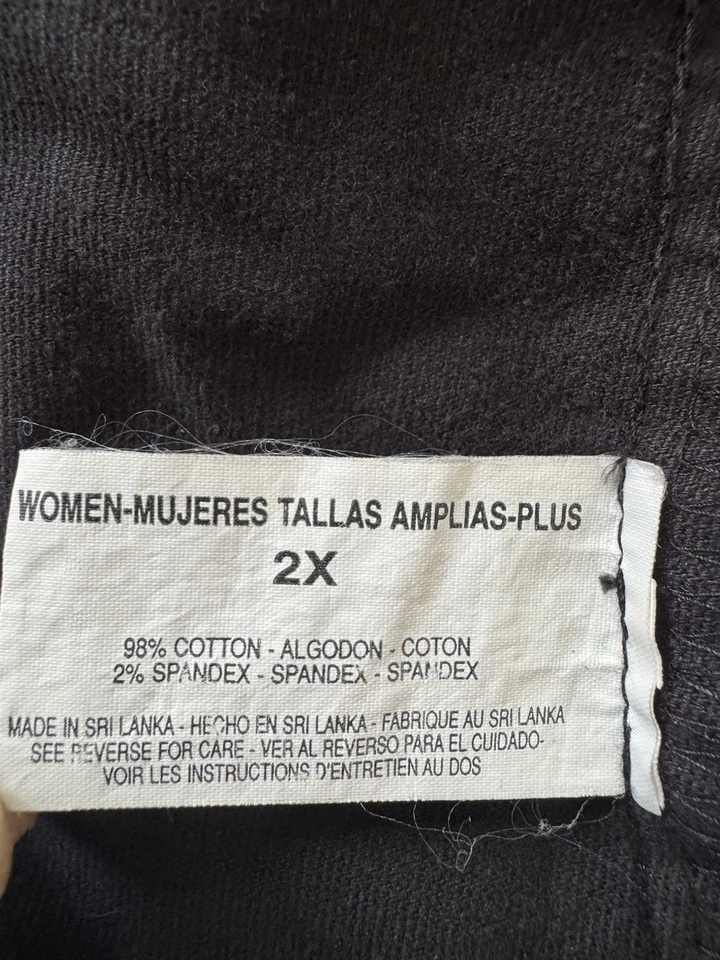 WOMEN-MUJERES TALLAS AMPLIAS-PLUS
2X
98% COTTON - ALGODON - COTON
2% SPANDEX - SPANDEX - SPANDEX
MADE IN SRI LANKA - HECHO EN SRI LANKA - FABRIQUE AU SRI LANKA
SEE REVERSE FOR CARE - VER AL REVERSO PARA EL CUIDADO-
VOIR LES INSTRUCTIONS D'ENTRETIEN AU DOS